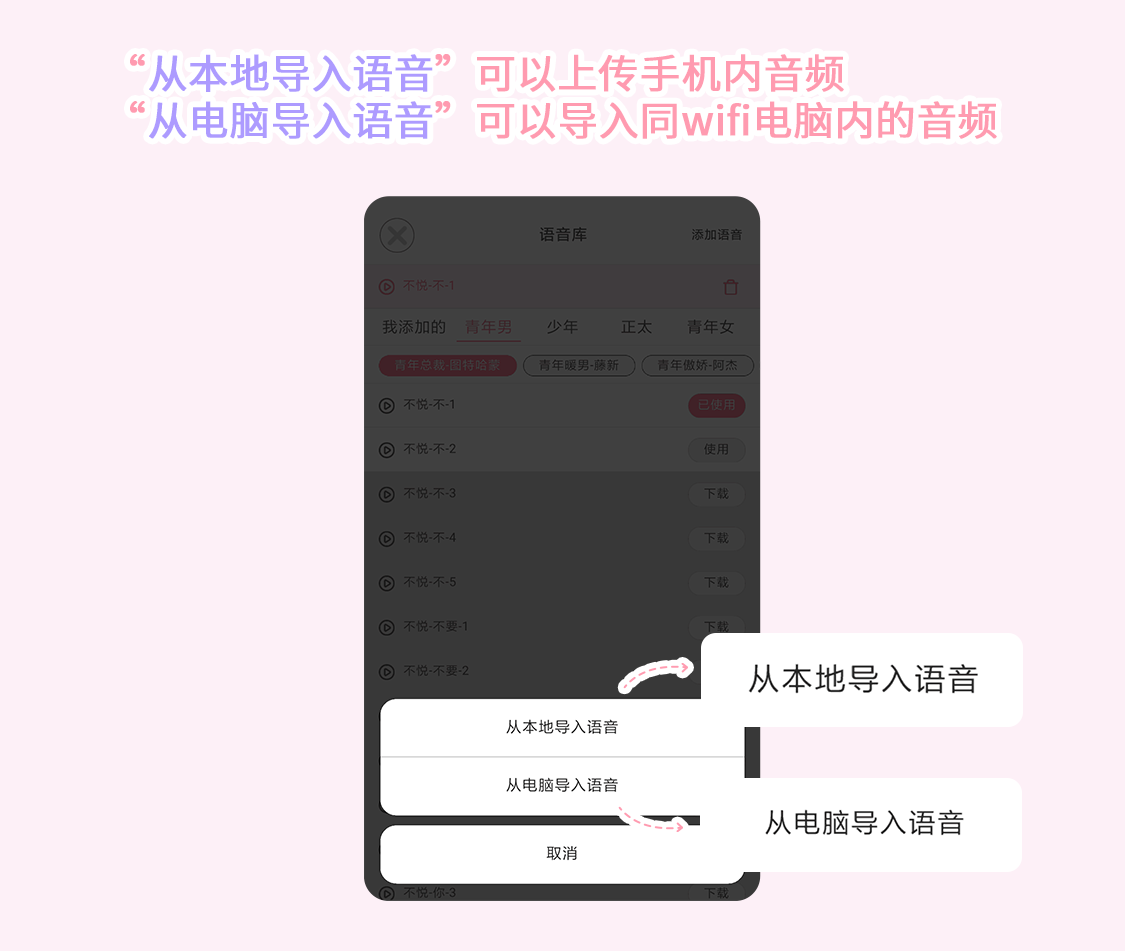 “从本地导入语音”可以上传手机内音频
“从电脑导入语音”可以导入同wifi电脑内的音频
语音库
添加语音
不悦-不-1
我添加的 青年男 少年 正太 青年女
青年总裁-图特哈蒙 青年暖男-藤新 青年傲娇-阿杰
不悦-不-1 已使用
不悦-不-2 使用
不悦-不-3 下载
不悦-不-4 下载
不悦-不-5 下载
不悦-不要-1 下载
不悦-不要-2
从本地导入语音
从本地导入语音
从电脑导入语音
从电脑导入语音
取消
不悦-你-3 下载